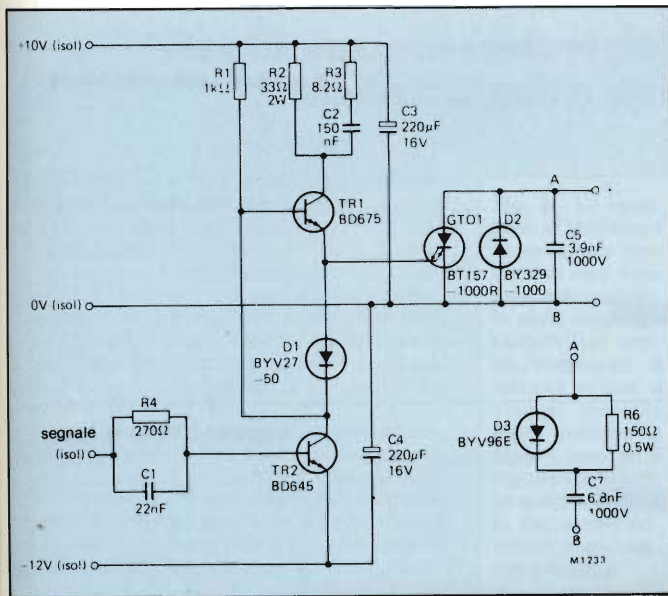 +10V (isol)
R1
1kΩ
R2
33Ω
2W
R3
8.2Ω
C2
150
nF
C3
220µF
16V
TR1
BD675
GTO1
BT157
-1000R
D2
BY329
-1000
A
C5
3.9nF
1000V
B
0V (isol)
D1
BYV27
-50
R4
270Ω
segnale
(isol)
C1
22nF
TR2
BD645
C4
220µF
16V
A
D3
BYV96E
R6
150Ω
0.5W
C7
6.8nF
1000V
B
-12V (isol)
M1233